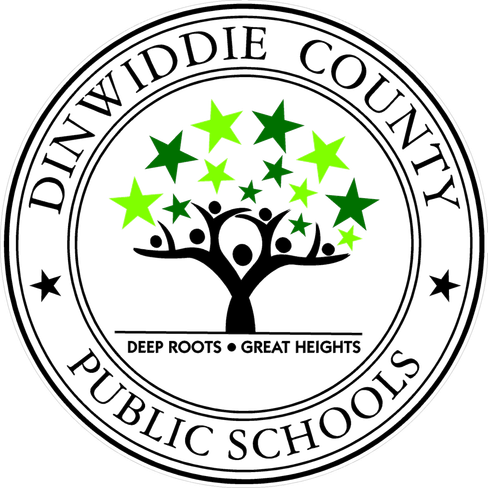 DINWIDDIE COUNTY
DEEP ROOTS • GREAT HEIGHTS
PUBLIC SCHOOLS